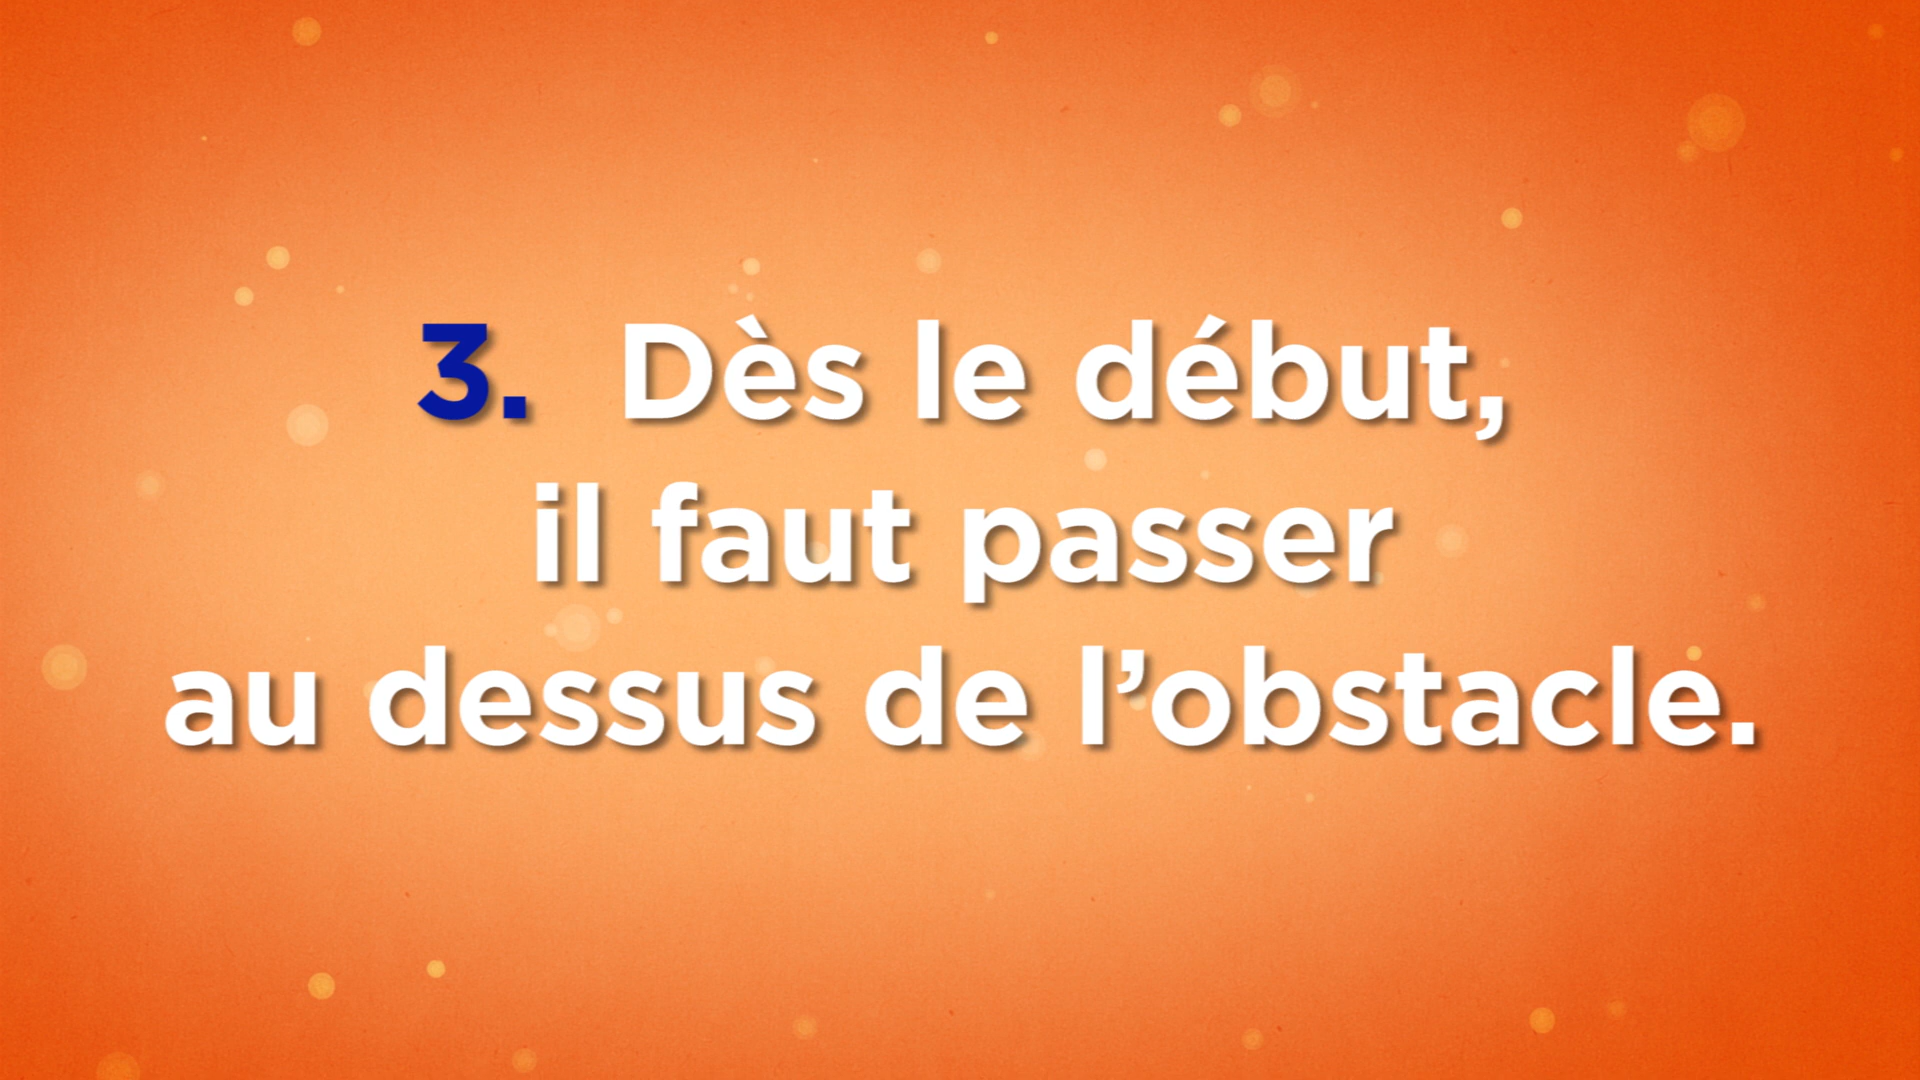 3. Dès le début,
il faut passer
au dessus de l’obstacle.